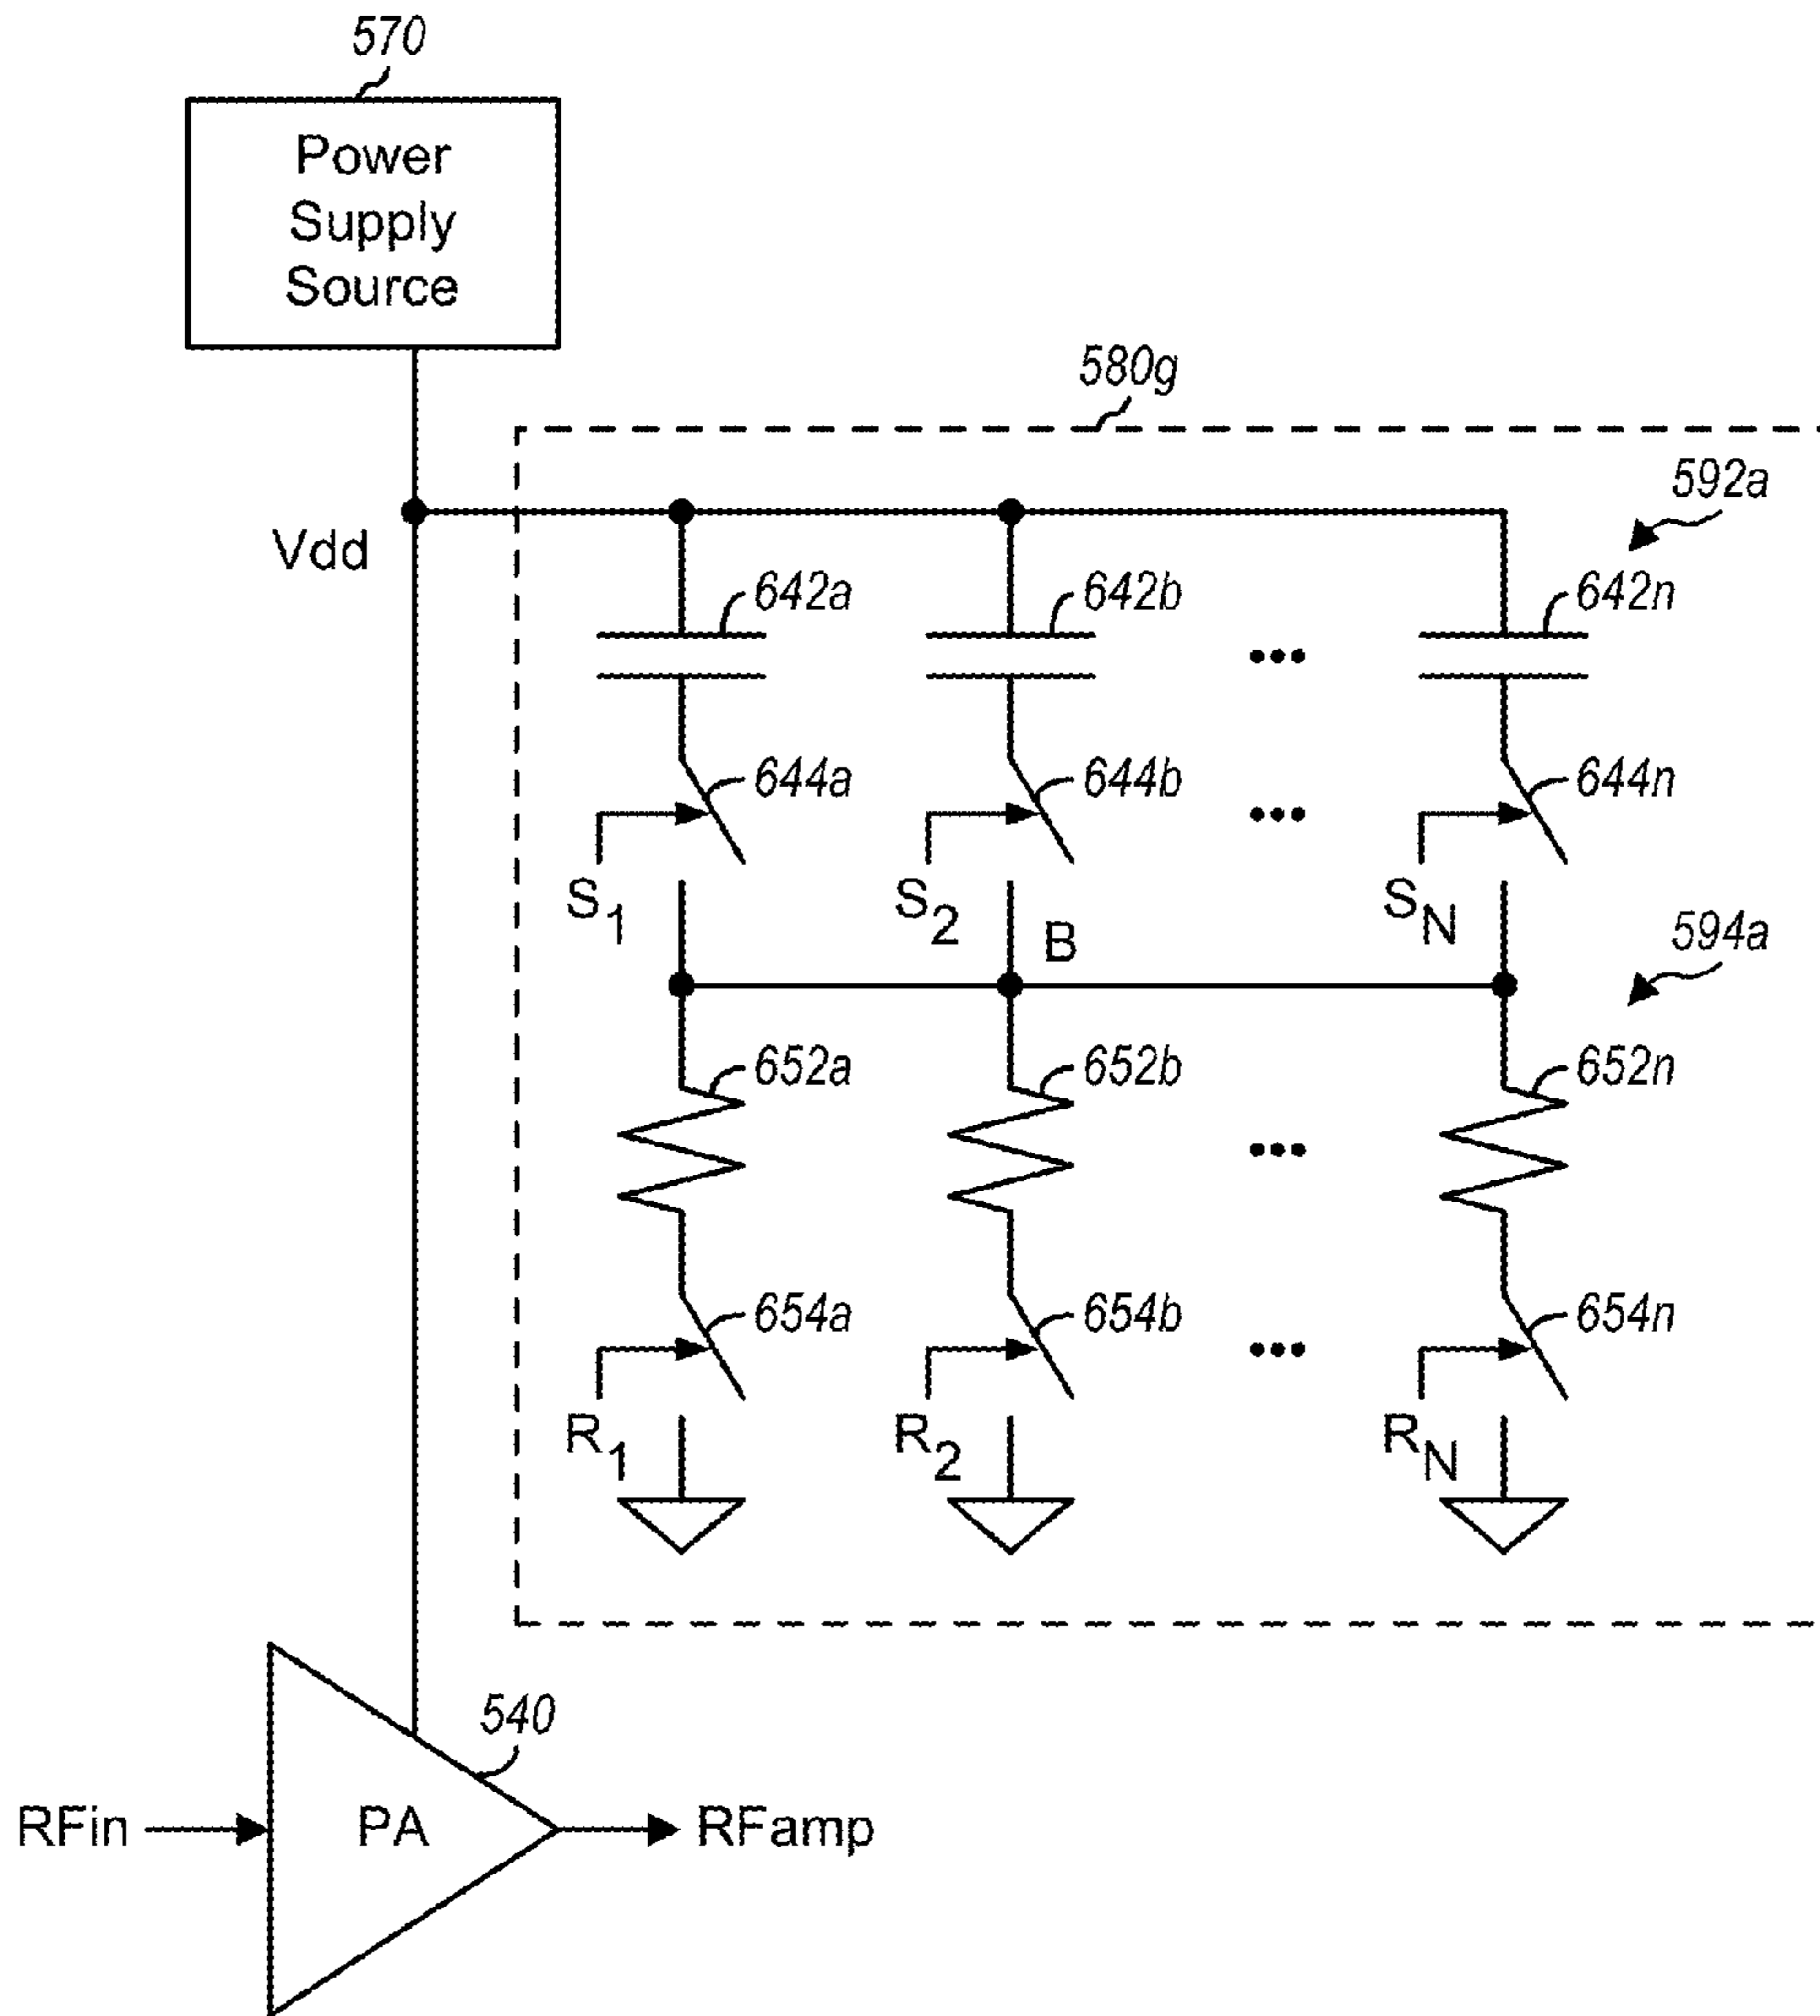 570
Power
Supply
Source
580g
592a
Vdd
642a
642b
642n
...
644a
644b
644n
...
S1
S2
B
SN
594a
652a
652b
652n
...
654a
654b
654n
...
R1
R2
RN
540
RFin
PA
RFamp